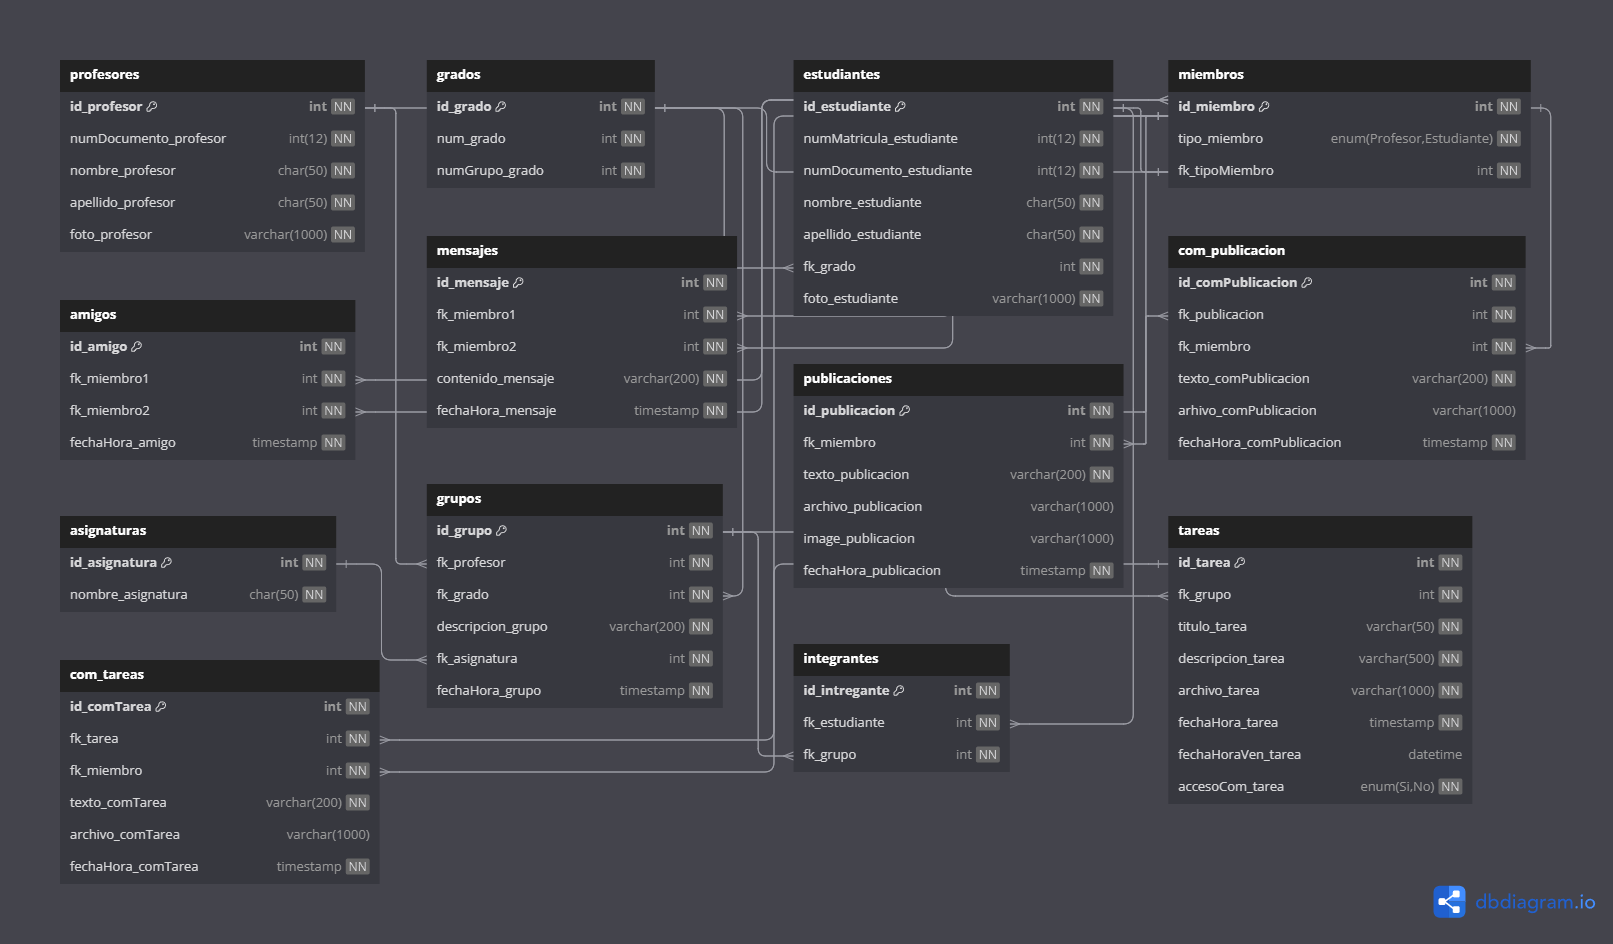 profesores
id_profesor int NN
numDocumento_profesor int(12) NN
nombre_profesor char(50) NN
apellido_profesor char(50) NN
foto_profesor varchar(1000) NN
grados
id_grado int NN
num_grado int NN
numGrupo_grado int NN
estudiantes
id_estudiante int NN
numMatricula_estudiante int(12) NN
numDocumento_estudiante int(12) NN
nombre_estudiante char(50) NN
apellido_estudiante char(50) NN
fk_grado int NN
foto_estudiante varchar(1000) NN
miembros
id_miembro int NN
tipo_miembro enum(Profesor,Estudiante) NN
fk_tipoMiembro int NN
mensajes
id_mensaje int NN
fk_miembro1 int NN
fk_miembro2 int NN
contenido_mensaje varchar(200) NN
fechaHora_mensaje timestamp NN
com_publicacion
id_comPublicacion int NN
fk_publicacion int NN
fk_miembro int NN
texto_comPublicacion varchar(200) NN
arhivo_comPublicacion varchar(1000)
fechaHora_comPublicacion timestamp NN
amigos
id_amigo int NN
fk_miembro1 int NN
fk_miembro2 int NN
fechaHora_amigo timestamp NN
publicaciones
id_publicacion int NN
fk_miembro int NN
texto_publicacion varchar(200) NN
archivo_publicacion varchar(1000)
image_publicacion varchar(1000)
fechaHora_publicacion timestamp NN
grupos
id_grupo int NN
fk_profesor int NN
fk_grado int NN
descripcion_grupo varchar(200) NN
fk_asignatura int NN
fechaHora_grupo timestamp NN
asignaturas
id_asignatura int NN
nombre_asignatura char(50) NN
tareas
id_tarea int NN
fk_grupo int NN
titulo_tarea varchar(50) NN
descripcion_tarea varchar(500) NN
archivo_tarea varchar(1000) NN
fechaHora_tarea timestamp NN
fechaHoraVen_tarea datetime
accesoCom_tarea enum(Si,No) NN
integrantes
id_intregante int NN
fk_estudiante int NN
fk_grupo int NN
com_tareas
id_comTarea int NN
fk_tarea int NN
fk_miembro int NN
texto_comTarea varchar(200) NN
archivo_comTarea varchar(1000)
fechaHora_comTarea timestamp NN
dbdiagram.io